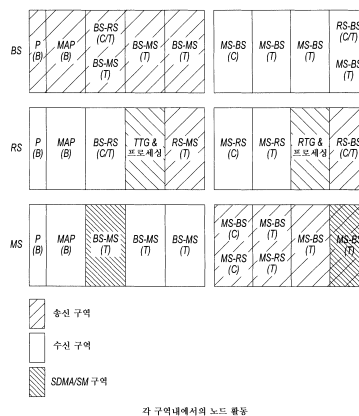 BS
P (B)
MAP (B)
BS-RS (C/T)
BS-MS (T)
BS-MS (T)
BS-MS (T)
MS-BS (C)
MS-BS (T)
MS-BS (T)
RS-BS (C/T)
MS-BS (T)
RS
P (B)
MAP (B)
BS-RS (C/T)
TTG & 프로세싱
RS-MS (T)
MS-RS (C)
MS-RS (T)
RTG & 프로세싱
RS-BS (C/T)
MS
P (B)
MAP (B)
BS-MS (T)
BS-MS (T)
BS-MS (T)
MS-BS (C)
MS-RS (C)
MS-BS (T)
MS-RS (T)
MS-BS (T)
MS-BS (T)
송신 구역
수신 구역
SDMA/SM 구역
각 구역내에서의 노드 활동